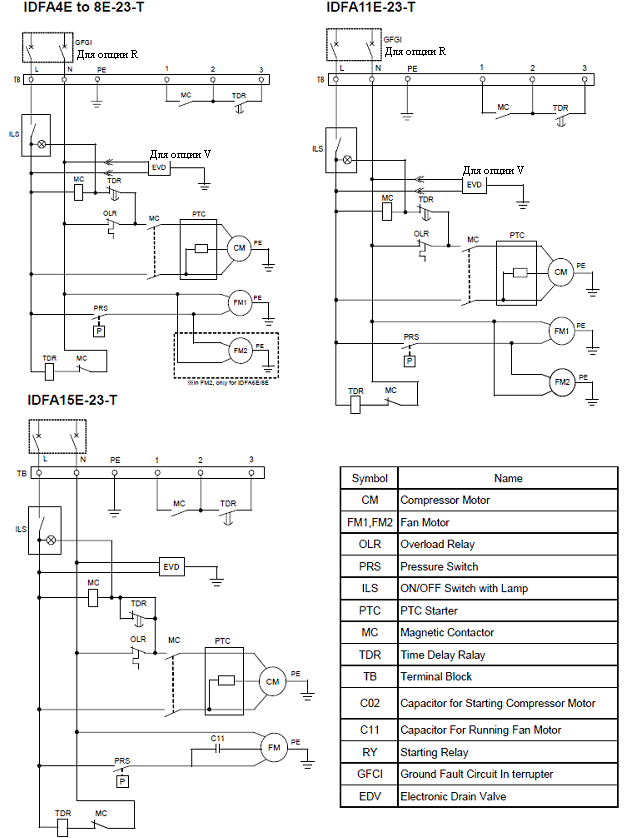 IDFA4E to 8E-23-T
GFGI
Для опции R
L N PE 1 2 3
TB
MC TDR
ILS
Для опции V
EVD
MC TDR
OLR MC PTC
CM PE
FM1 PE
PRS
P
FM2 PE
TDR MC
※In FM2, only for IDFA6E/8E
IDFA11E-23-T
GFGI
Для опции R
L N PE 1 2 3
TB
MC TDR
ILS
Для опции V
EVD
MC TDR
OLR MC PTC
CM PE
FM1 PE
PRS
P
FM2 PE
TDR MC
IDFA15E-23-T
L N PE 1 2 3
TB
MC TDR
ILS
EVD
MC
TDR
OLR MC PTC
CM PE
C11
FM PE
PRS
P
TDR MC
Symbol Name
CM Compressor Motor
FM1,FM2 Fan Motor
OLR Overload Relay
PRS Pressure Switch
ILS ON/OFF Switch with Lamp
PTC PTC Starter
MC Magnetic Contactor
TDR Time Delay Ralay
TB Terminal Block
C02 Capacitor for Starting Compressor Motor
C11 Capacitor For Running Fan Motor
RY Starting Relay
GFCI Ground Fault Circuit In terrupter
EDV Electronic Drain Valve